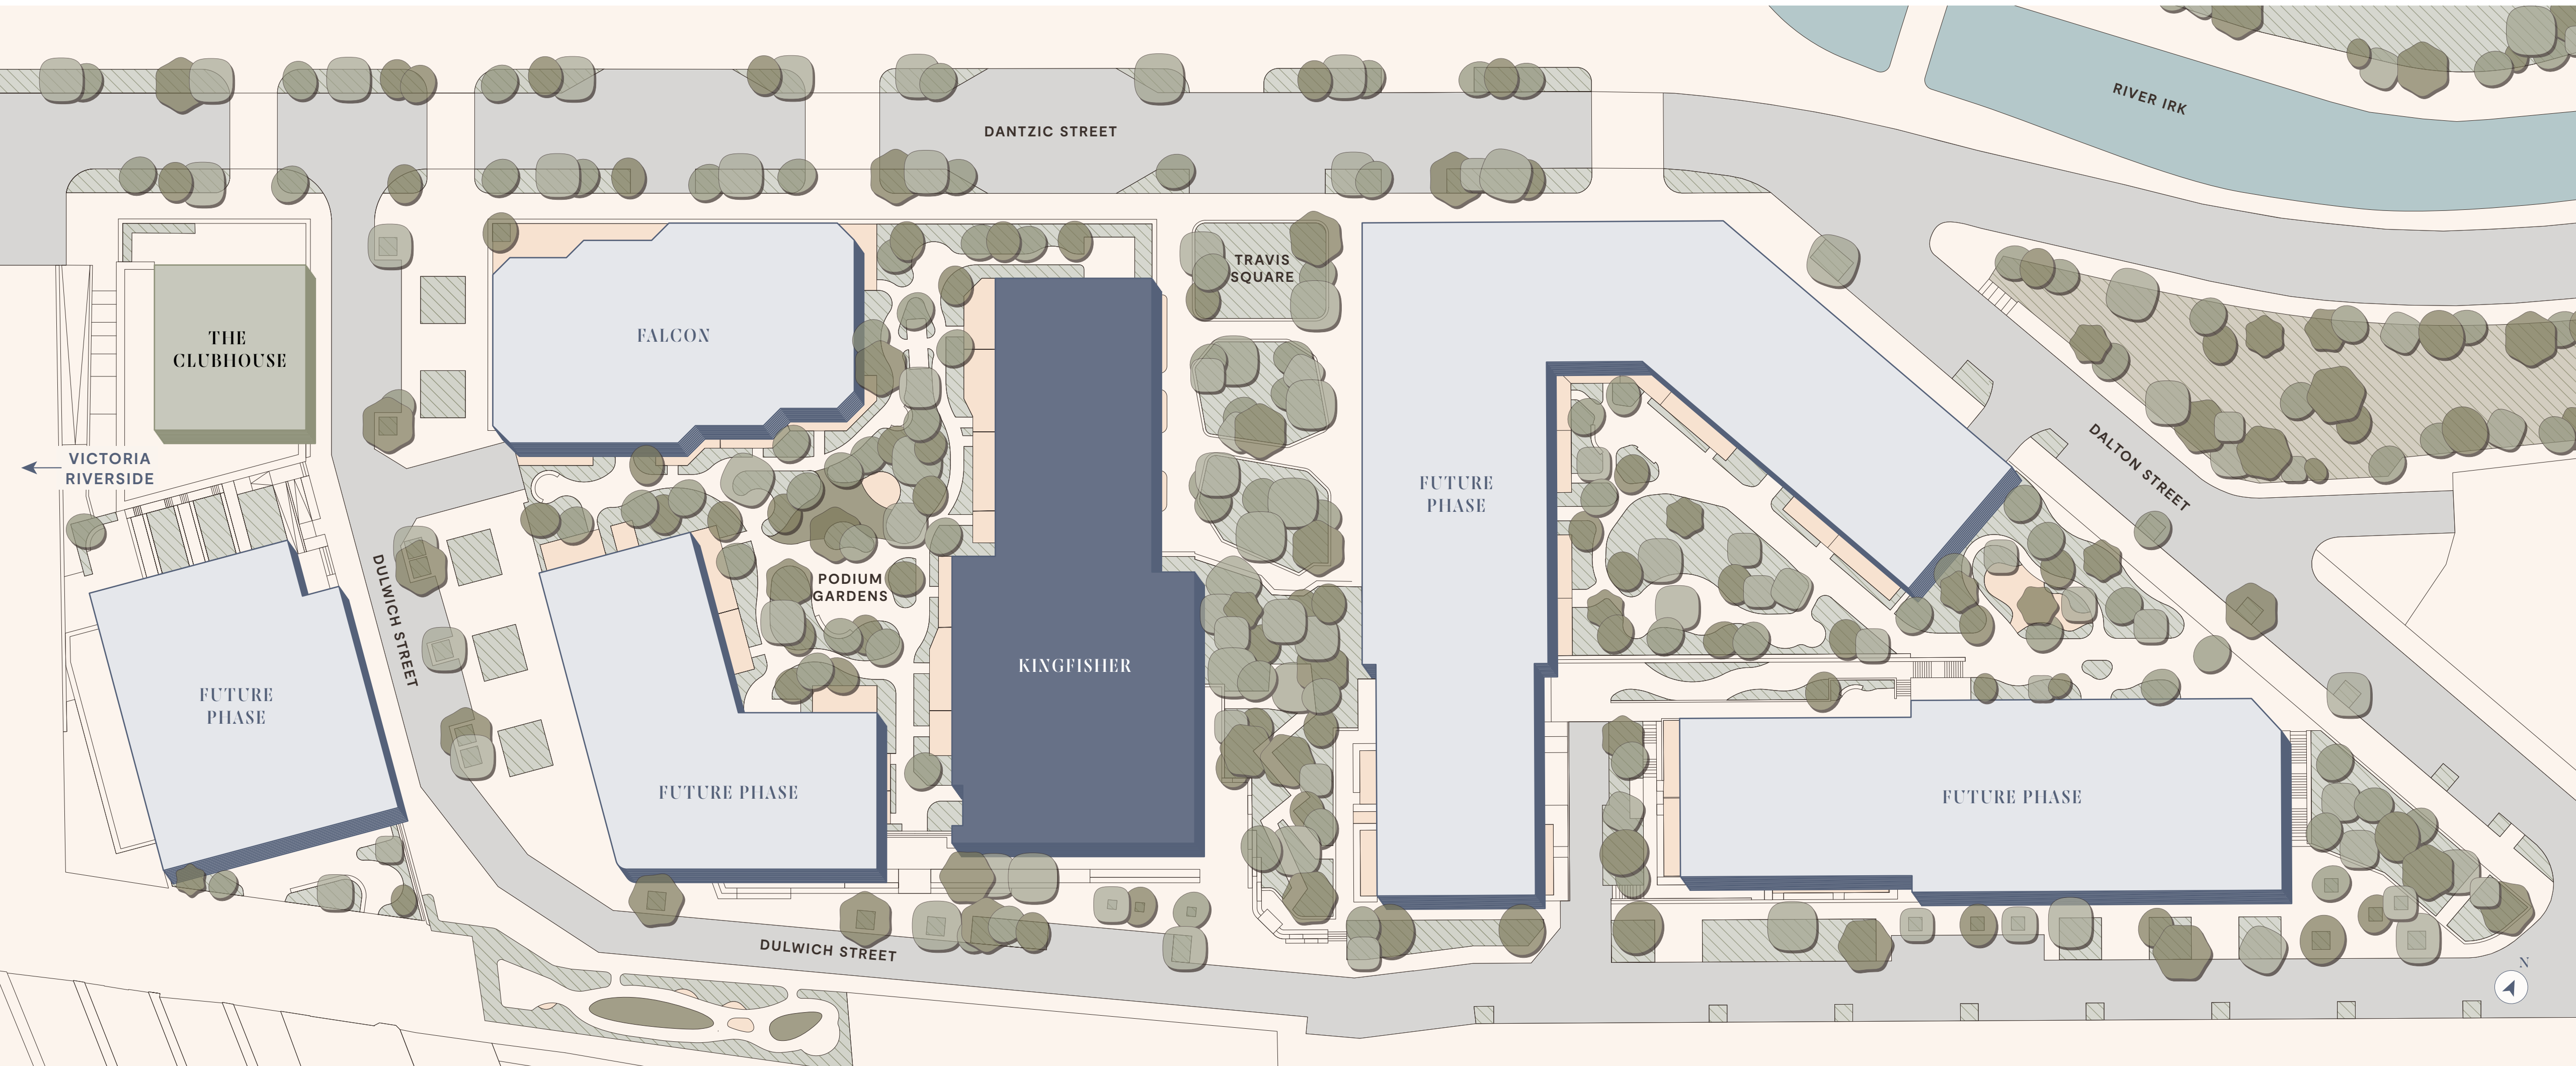 RIVER IRK
DANTZIC STREET
TRAVIS
SQUARE
THE
CLUBHOUSE
FALCON
VICTORIA
RIVERSIDE
FUTURE
PHASE
DALTON STREET
PODIUM
GARDENS
DULWICH STREET
KINGFISHER
FUTURE
PHASE
FUTURE PHASE
FUTURE PHASE
DULWICH STREET
N